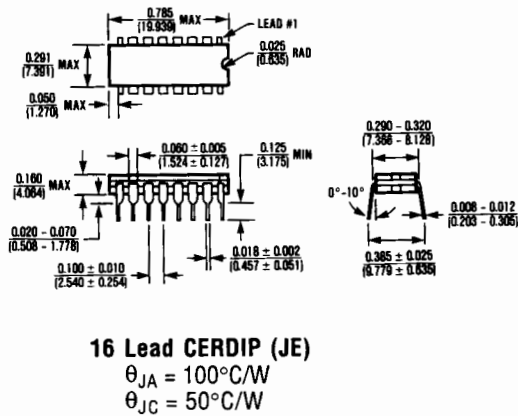 0.785
(19.939) MAX
LEAD #1
0.291
(7.391) MAX
0.025
(0.635) RAD
0.050
(1.270) MAX
0.060 ± 0.005
(1.524 ± 0.127)
0.125
(3.175) MIN
0.290 – 0.320
(7.366 – 8.128)
0.160
(4.064) MAX
0°-10°
0.020 – 0.070
(0.508 – 1.778)
0.008 – 0.012
(0.203 – 0.305)
0.018 ± 0.002
(0.457 ± 0.051)
0.100 ± 0.010
(2.540 ± 0.254)
0.385 ± 0.025
(9.779 ± 0.635)
16 Lead CERDIP (JE)
θJA = 100°C/W
θJC = 50°C/W